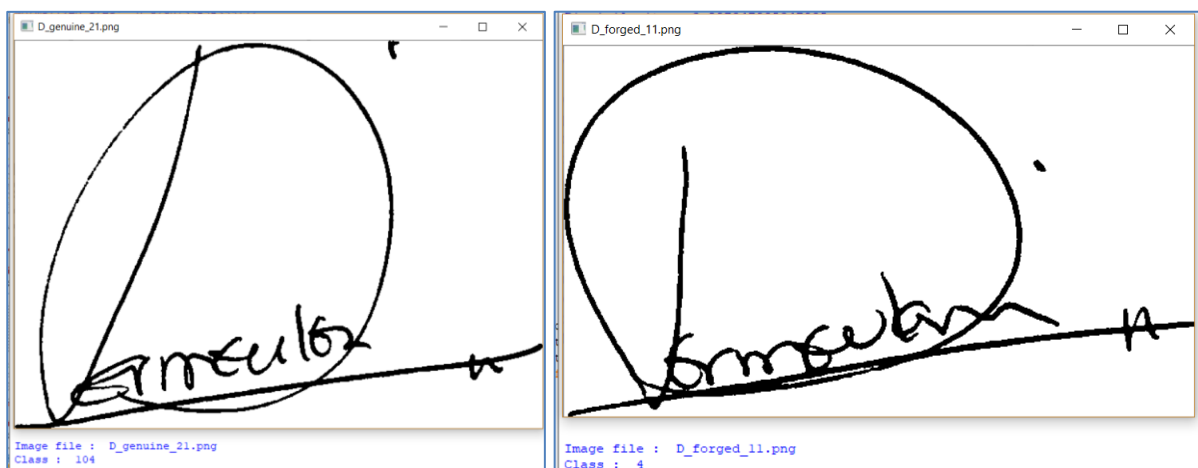 D_genuine_21.png
Image file : D_genuine_21.png
Class : 104
D_forged_11.png
n
Image file : D_forged_11.png
Class : 4